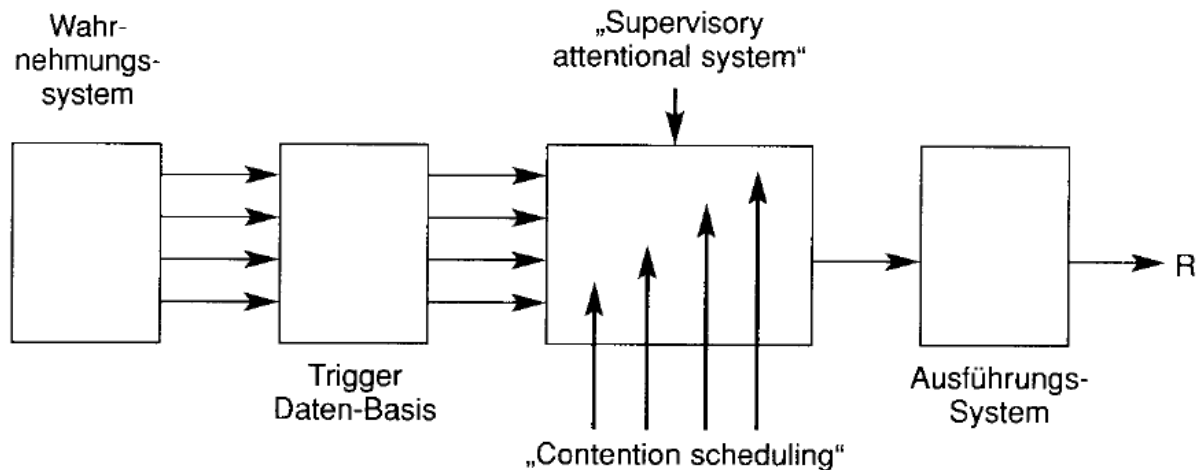 Wahr-
nehmungs-
system
„Supervisory
attentional system“
R
Trigger
Daten-Basis
Ausführungs-
System
„Contention scheduling“